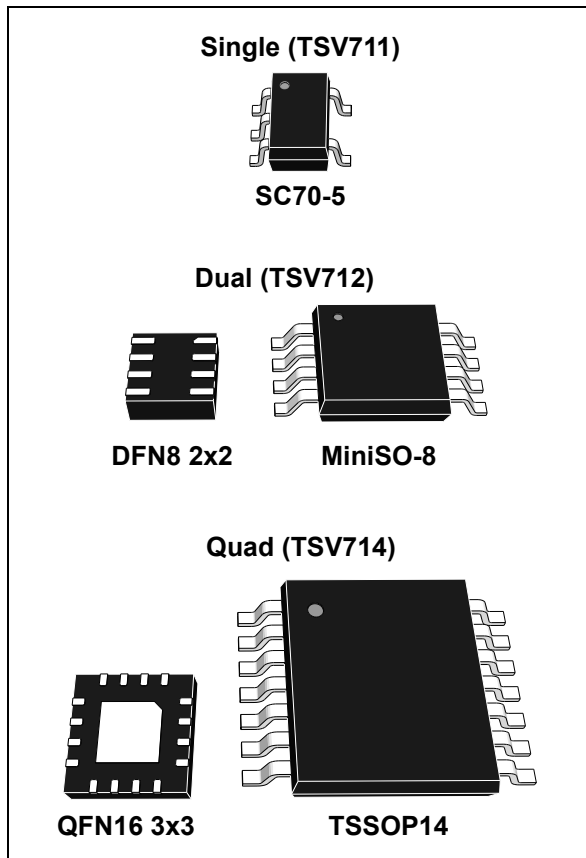 Single (TSV711)
SC70-5
Dual (TSV712)
DFN8 2x2
MiniSO-8
Quad (TSV714)
QFN16 3x3
TSSOP14